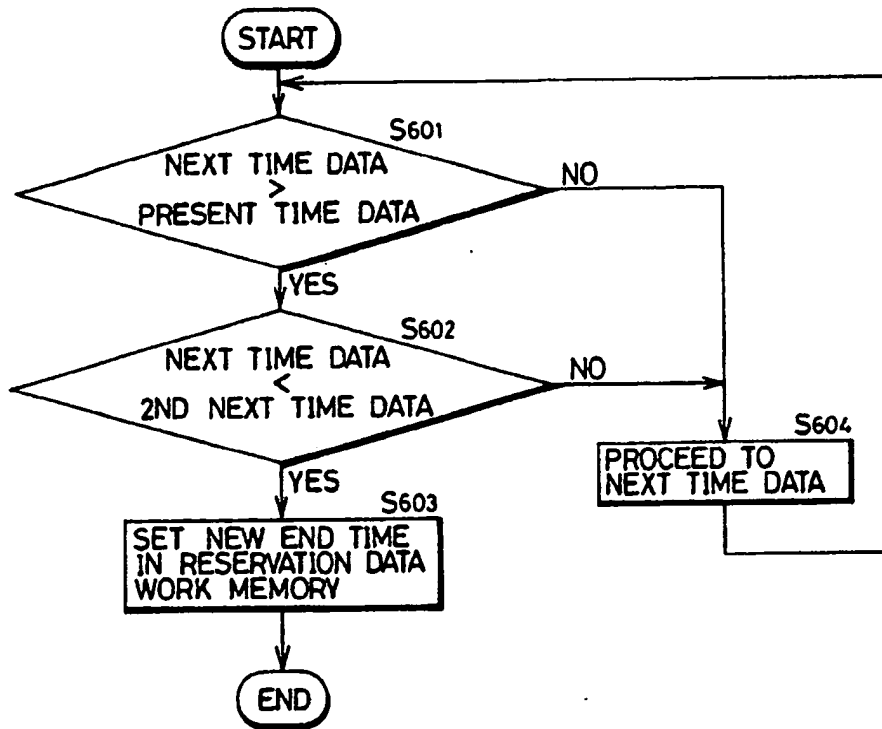 START
S601
NEXT TIME DATA
>
PRESENT TIME DATA
NO
YES
S602
NEXT TIME DATA
<
2ND NEXT TIME DATA
NO
YES
S604
PROCEED TO
NEXT TIME DATA
S603
SET NEW END TIME
IN RESERVATION DATA
WORK MEMORY
END